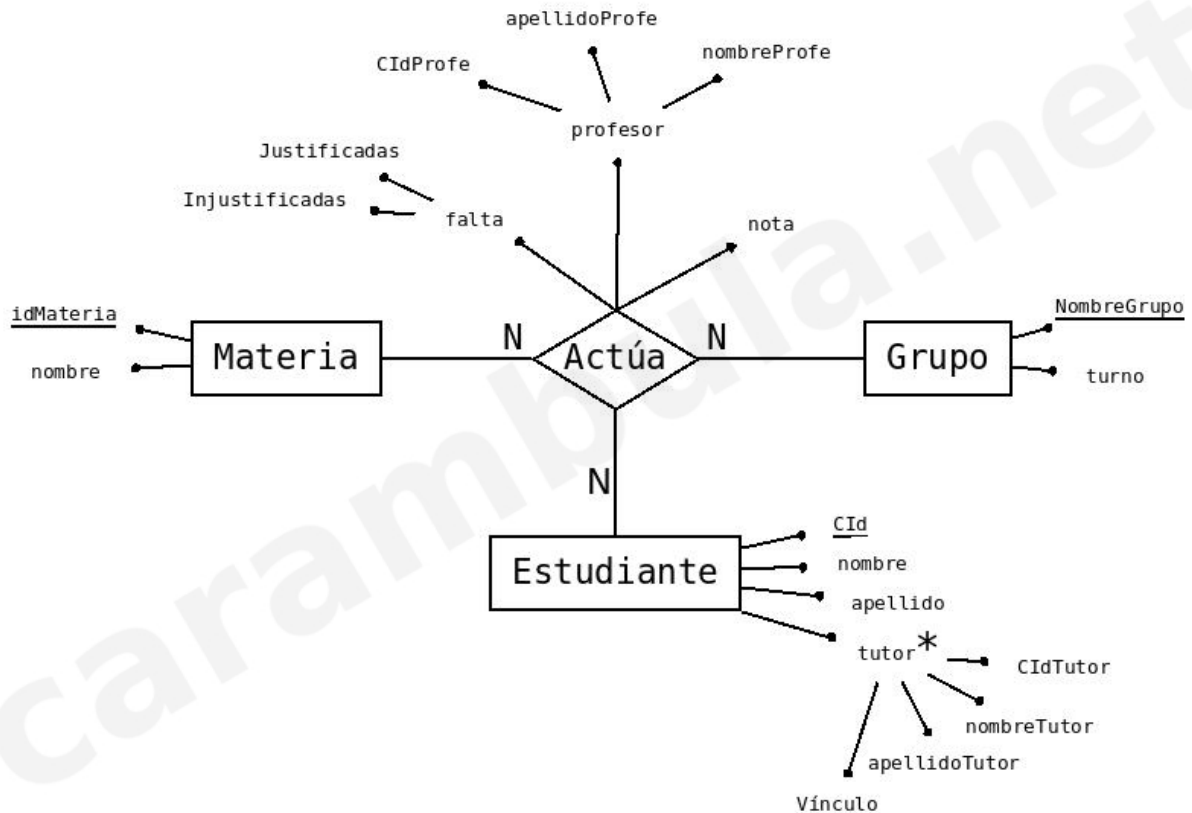 apellidoProfe
CIdProfe
nombreProfe
profesor
Justificadas
Injustificadas
falta
nota
idMateria
nombre
Materia
N
Actúa
N
Grupo
NombreGrupo
turno
N
Estudiante
CId
nombre
apellido
tutor*
CIdTutor
nombreTutor
apellidoTutor
Vínculo
carambula.net